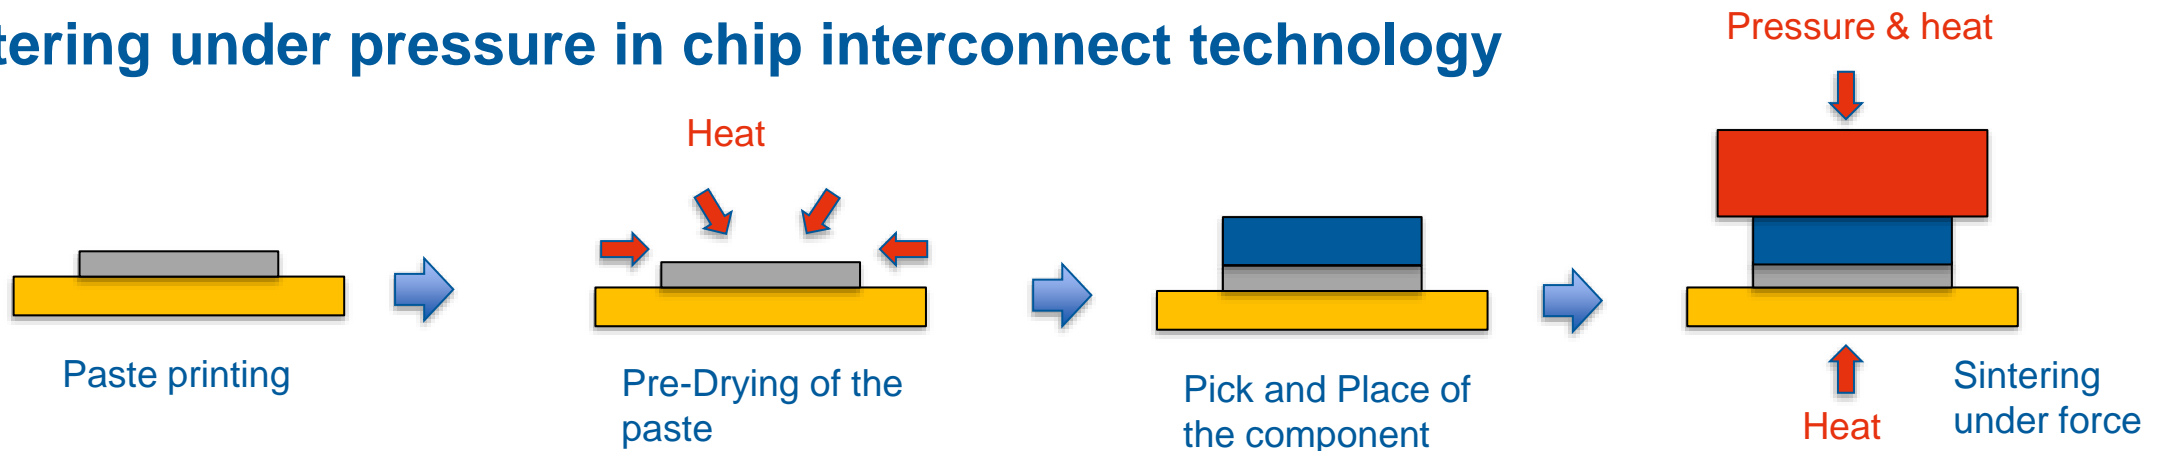 tering under pressure in chip interconnect technology
Pressure & heat
Heat
Paste printing
Pre-Drying of the
paste
Pick and Place of
the component
Heat
Sintering
under force